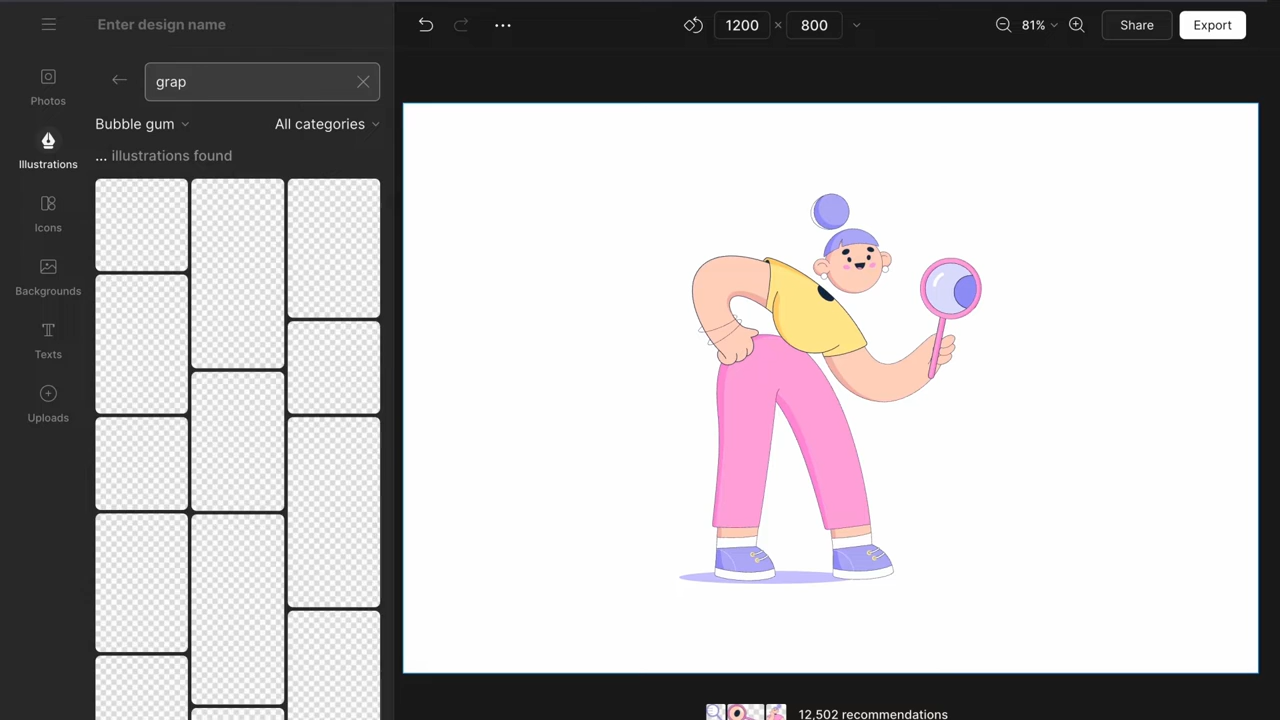 Enter design name
1200 × 800
81%
Share
Export
Photos
grap
Bubble gum
All categories
Illustrations
... illustrations found
Icons
Backgrounds
Texts
Uploads
12,502 recommendations